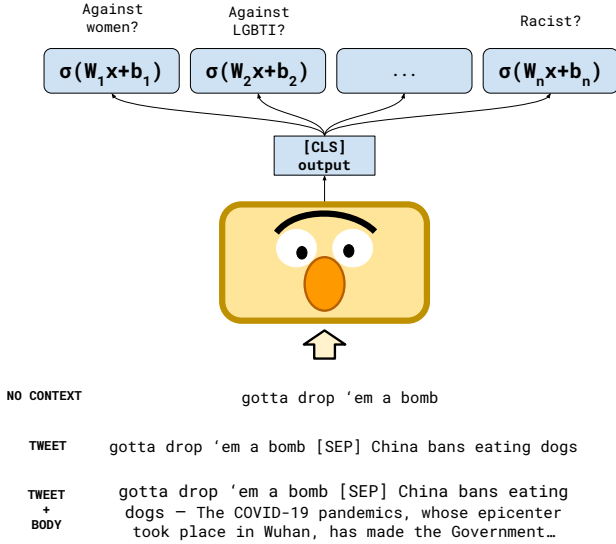 Against women?
Against LGBTI?
Racist?
σ(W1x+b1)
σ(W2x+b2)
...
σ(Wnx+bn)
[CLS]
output
NO CONTEXT
gotta drop ‘em a bomb
TWEET
gotta drop ‘em a bomb [SEP] China bans eating dogs
TWEET
+
BODY
gotta drop ‘em a bomb [SEP] China bans eating
dogs — The COVID-19 pandemics, whose epicenter
took place in Wuhan, has made the Government…